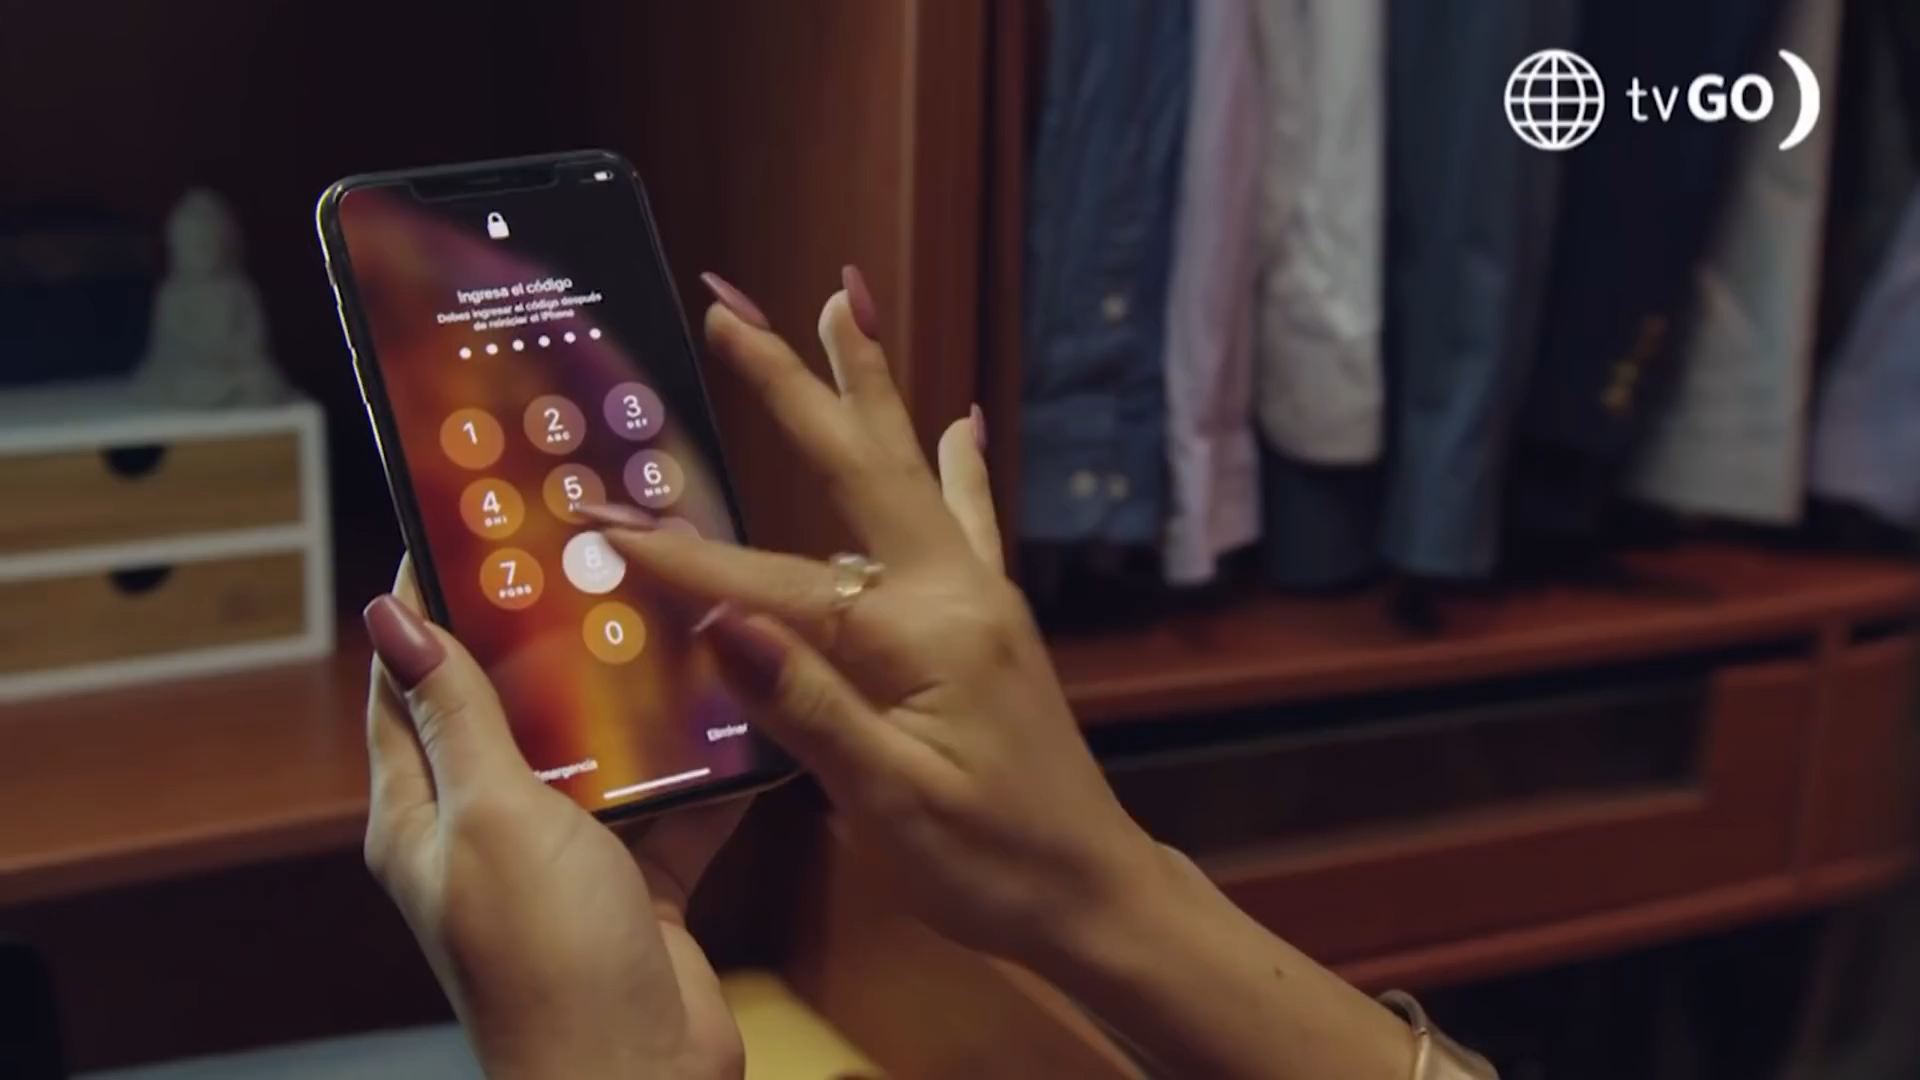 tvGO
Ingresa el código
Debes ingresar el código después
de reiniciar el iPhone
1
2
ABC
3
DEF
4
GHI
5
6
MNO
7
PQRS
8
0
Eliminar
Emergencia